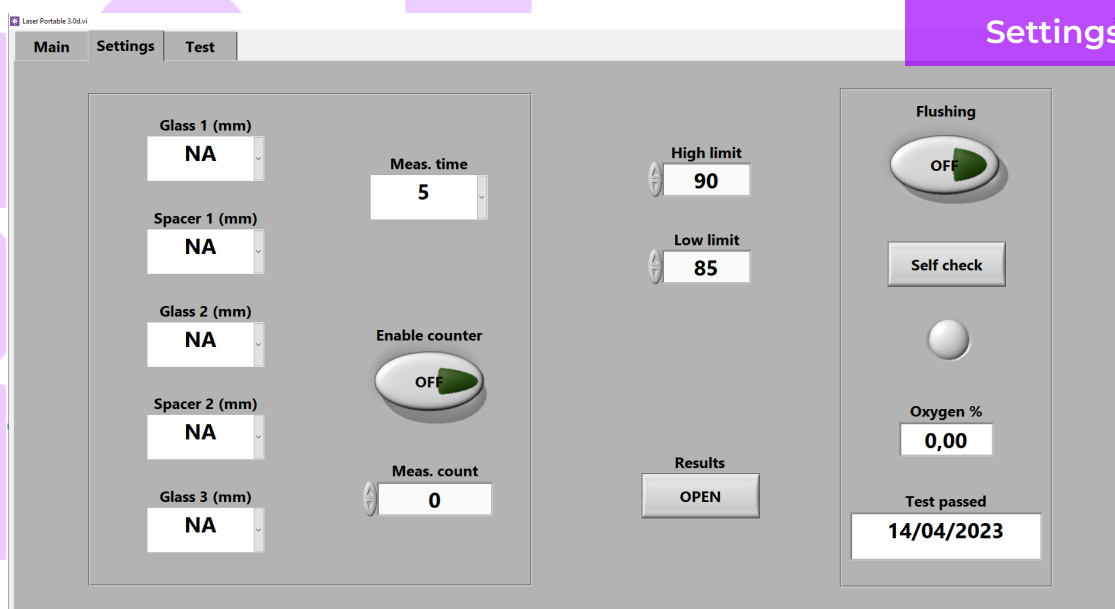 Laser Portable 3.0d.vi
Settings
Main
Settings
Test
Glass 1 (mm)
NA
Spacer 1 (mm)
NA
Glass 2 (mm)
NA
Spacer 2 (mm)
NA
Glass 3 (mm)
NA
Meas. time
5
Enable counter
OFF
Meas. count
0
High limit
90
Low limit
85
Results
OPEN
Flushing
OFF
Self check
Oxygen %
0,00
Test passed
14/04/2023